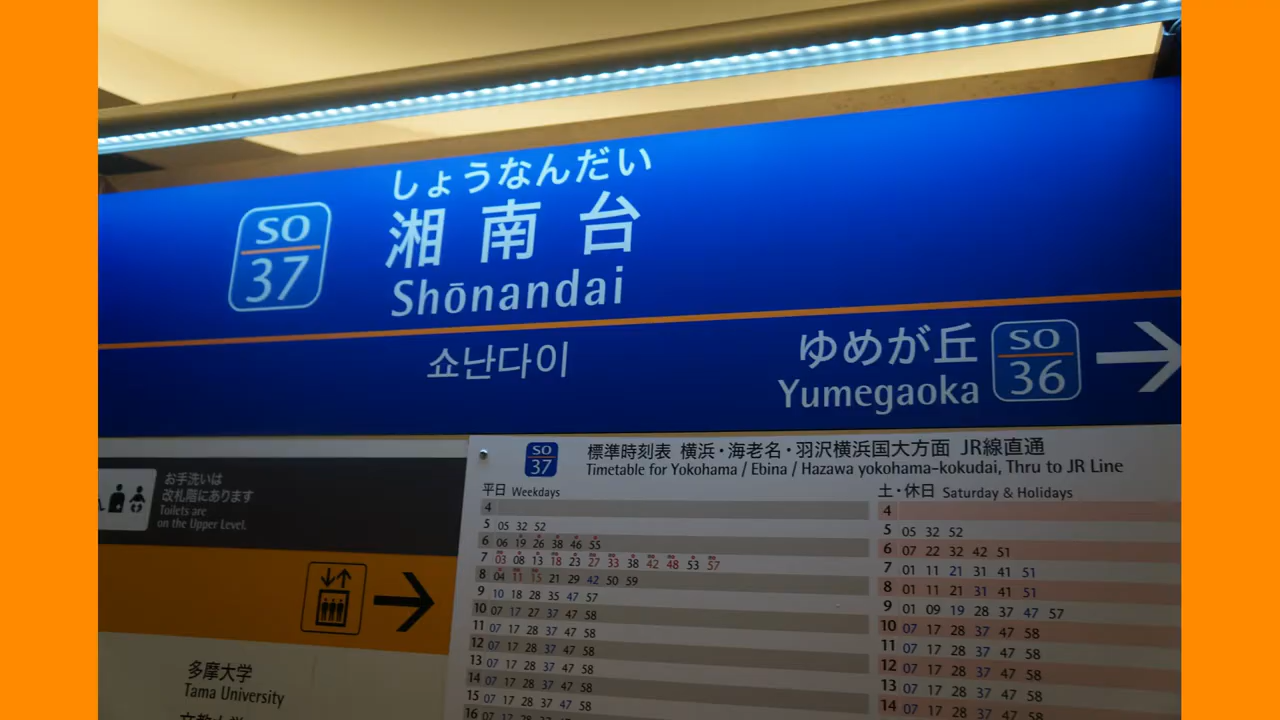 しょうなんだい
SO
37
湘南台
Shōnandai
쇼난다이
ゆめが丘
Yumegaoka
SO
36
お手洗いは
改札階にあります
Toilets are
on the Upper Level.
多摩大学
Tama University
SO
37
標準時刻表 横浜・海老名・羽沢横浜国大方面 JR線直通
Timetable for Yokohama / Ebina / Hazawa yokohama-kokudai, Thru to JR Line
平日 Weekdays
4
5 05 32 52
6 06 19 26 38 46 55
7 03 08 13 18 23 27 33 38 42 48 53 57
8 04 11 15 21 29 42 50 59
9 10 18 28 35 47 57
10 07 17 27 37 47 58
11 07 17 28 37 47 58
12 07 17 28 37 47 58
13 07 17 28 37 47 58
14 07 17 28 37 47 58
15 07 17 28 37 47 58
16 07
土・休日 Saturday & Holidays
4
5 05 32 52
6 07 22 32 42 51
7 01 11 21 31 41 51
8 01 11 21 31 41 51
9 01 09 19 28 37 47 57
10 07 17 28 37 47 58
11 07 17 28 37 47 58
12 07 17 28 37 47 58
13 07 17 28 37 47 58
14 07 17 28 37 47 58